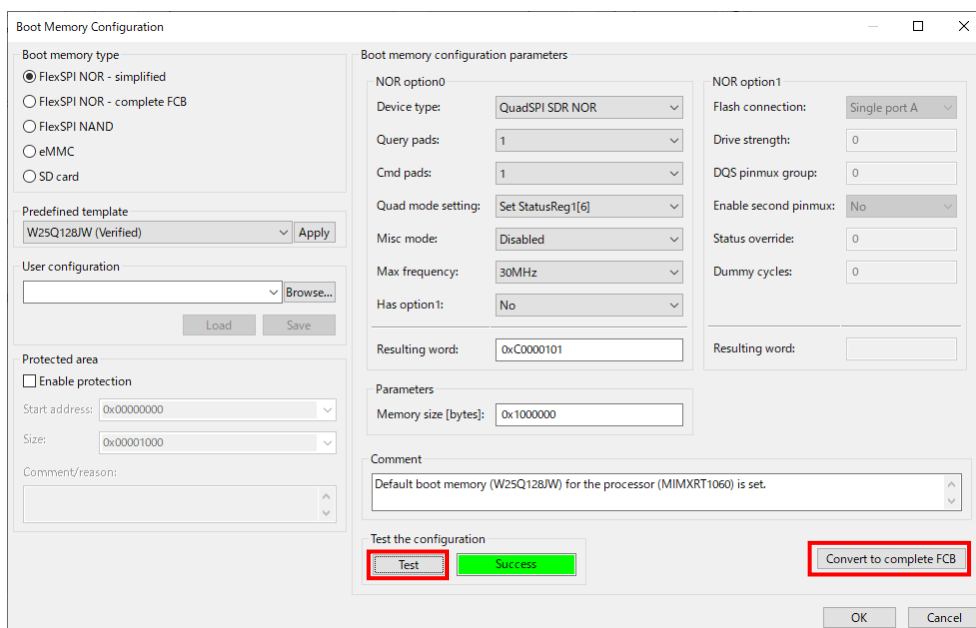 Boot Memory Configuration
Boot memory type
FlexSPI NOR - simplified
FlexSPI NOR - complete FCB
FlexSPI NAND
eMMC
SD card
Predefined template
W25Q128JW (Verified)
Apply
User configuration
Browse...
Load
Save
Protected area
Enable protection
Start address:
0x00000000
Size:
0x00001000
Comment/reason:
Boot memory configuration parameters
NOR option0
Device type:
QuadSPI SDR NOR
Query pads:
1
Cmd pads:
1
Quad mode setting:
Set StatusReg1[6]
Misc mode:
Disabled
Max frequency:
30MHz
Has option1:
No
Resulting word:
0xC0000101
NOR option1
Flash connection:
Single port A
Drive strength:
0
DQS pinmux group:
0
Enable second pinmux:
No
Status override:
0
Dummy cycles:
0
Resulting word:
Parameters
Memory size [bytes]:
0x1000000
Comment
Default boot memory (W25Q128JW) for the processor (MIMXRT1060) is set.
Test the configuration
Test
Success
Convert to complete FCB
OK
Cancel